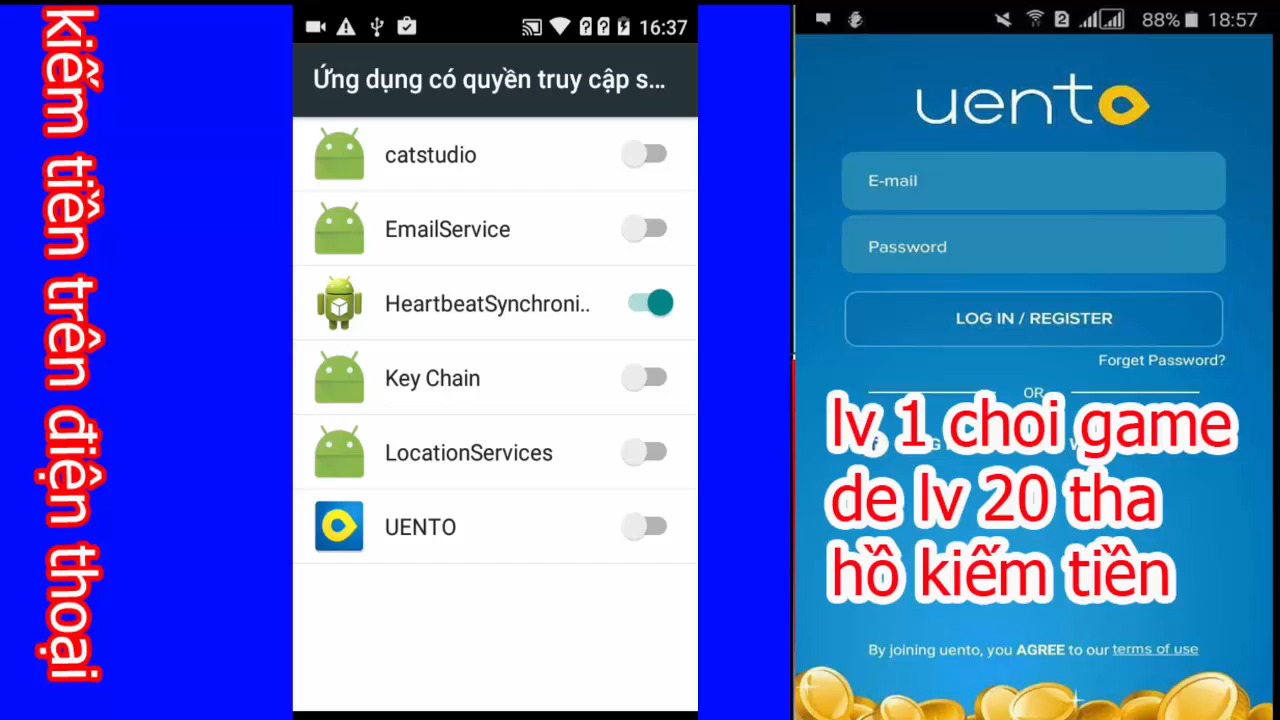 kiếm tiền trên điện thoại
16:37
Ứng dụng có quyền truy cập s...
catstudio
EmailService
HeartbeatSynchroni..
Key Chain
LocationServices
UENTO
2
88%
18:57
uento
E-mail
Password
LOG IN / REGISTER
Forget Password?
OR
lv 1 choi game
de lv 20 tha
hồ kiếm tiền
By joining uento, you AGREE to our terms of use